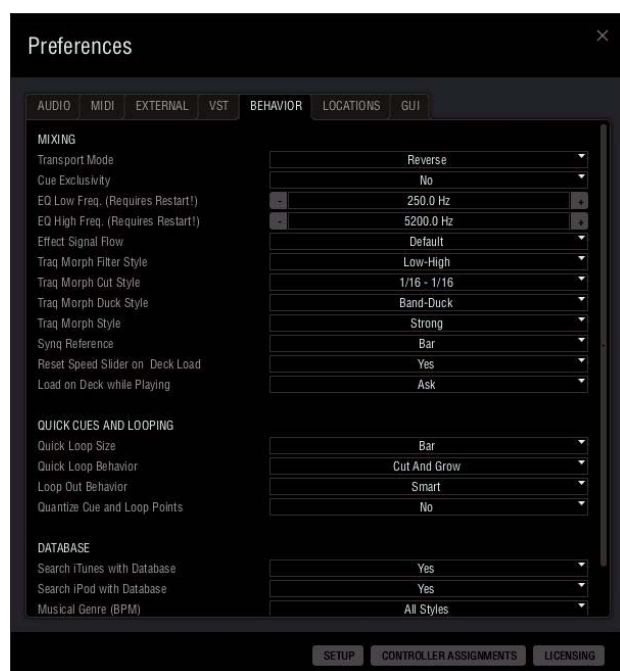 Preferences
AUDIO MIDI EXTERNAL VST BEHAVIOR LOCATIONS GUI
MIXING
Transport Mode Reverse
Cue Exclusivity No
EQ Low Freq. (Requires Restart!) - 250.0 Hz +
EQ High Freq. (Requires Restart!) - 5200.0 Hz +
Effect Signal Flow Default
Traq Morph Filter Style Low-High
Traq Morph Cut Style 1/16 - 1/16
Traq Morph Duck Style Band-Duck
Traq Morph Style Strong
Synq Reference Bar
Reset Speed Slider on Deck Load Yes
Load on Deck while Playing Ask
QUICK CUES AND LOOPING
Quick Loop Size Bar
Quick Loop Behavior Cut And Grow
Loop Out Behavior Smart
Quantize Cue and Loop Points No
DATABASE
Search iTunes with Database Yes
Search iPod with Database Yes
Musical Genre (BPM) All Styles
SETUP CONTROLLER ASSIGNMENTS LICENSING